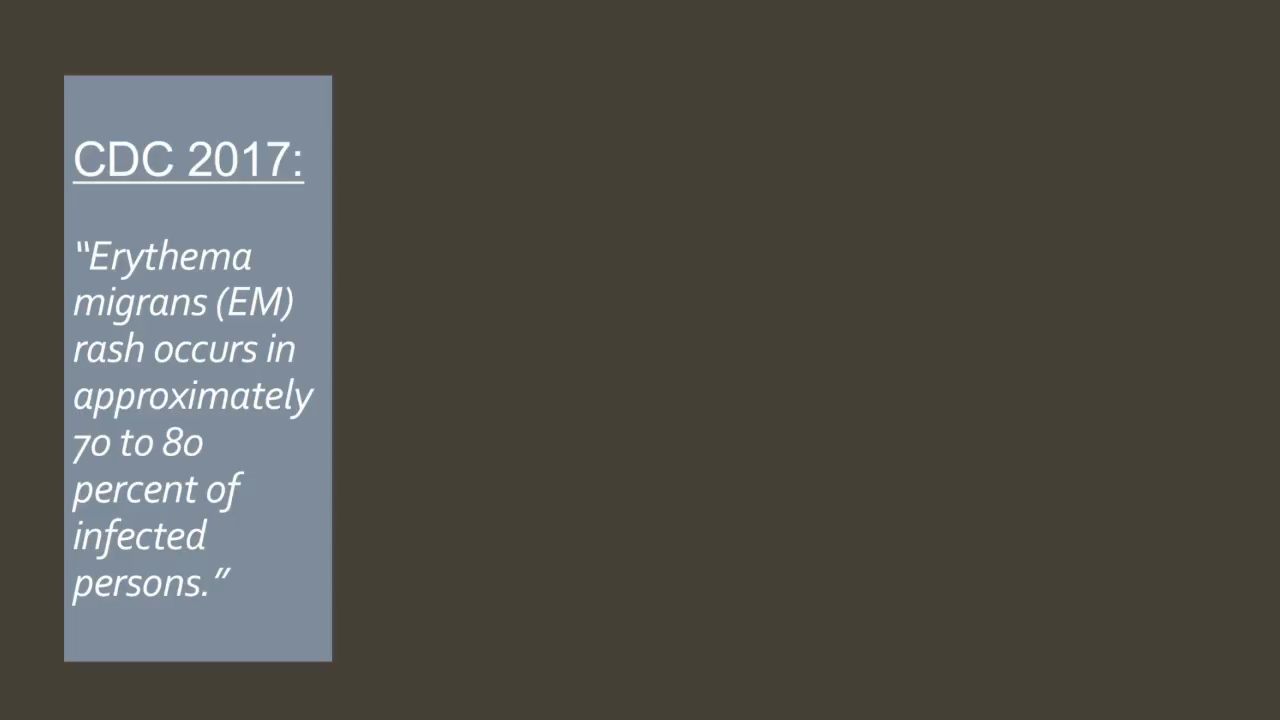 CDC 2017:
“Erythema
migrans (EM)
rash occurs in
approximately
70 to 80
percent of
infected
persons.”